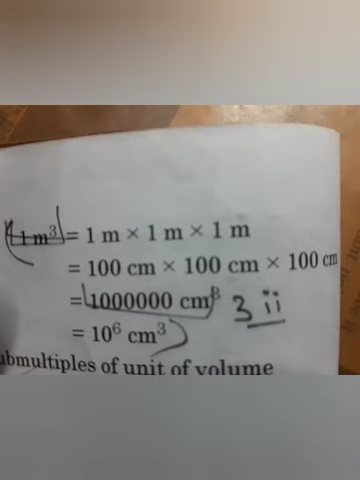 1 m³ = 1 m × 1 m × 1 m
= 100 cm × 100 cm × 100 cm
= 1000000 cm³ 3 ii
= 10⁶ cm³
ubmultiples of unit of volume